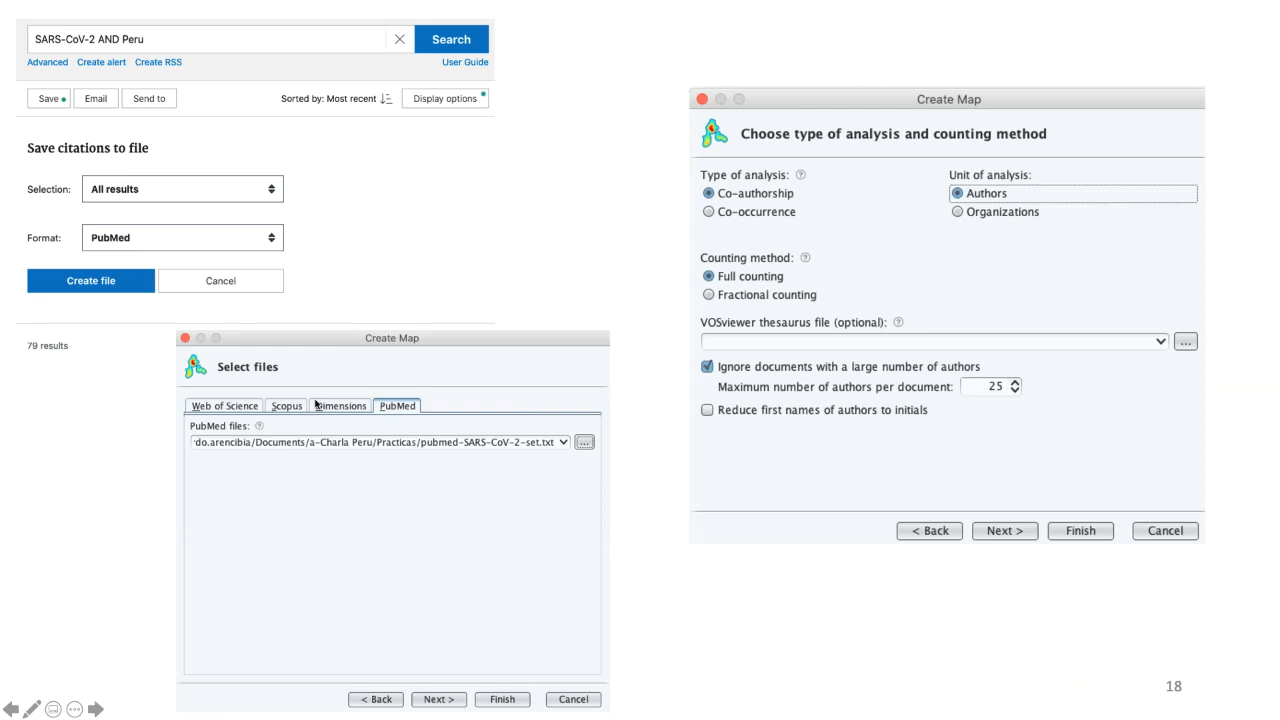 SARS-CoV-2 AND Peru
Search
Advanced Create alert Create RSS
User Guide
Save Email Send to
Sorted by: Most recent
Display options
Save citations to file
Selection: All results
Format: PubMed
Create file Cancel
79 results
Create Map
Select files
Web of Science Scopus Dimensions PubMed
PubMed files:
do.arencibia/Documents/a-Charla Peru/Practicas/pubmed-SARS-CoV-2-set.txt ...
< Back Next > Finish Cancel
Create Map
Choose type of analysis and counting method
Type of analysis:
Co-authorship
Co-occurrence
Unit of analysis:
Authors
Organizations
Counting method:
Full counting
Fractional counting
VOSviewer thesaurus file (optional):
...
Ignore documents with a large number of authors
Maximum number of authors per document: 25
Reduce first names of authors to initials
< Back Next > Finish Cancel
18